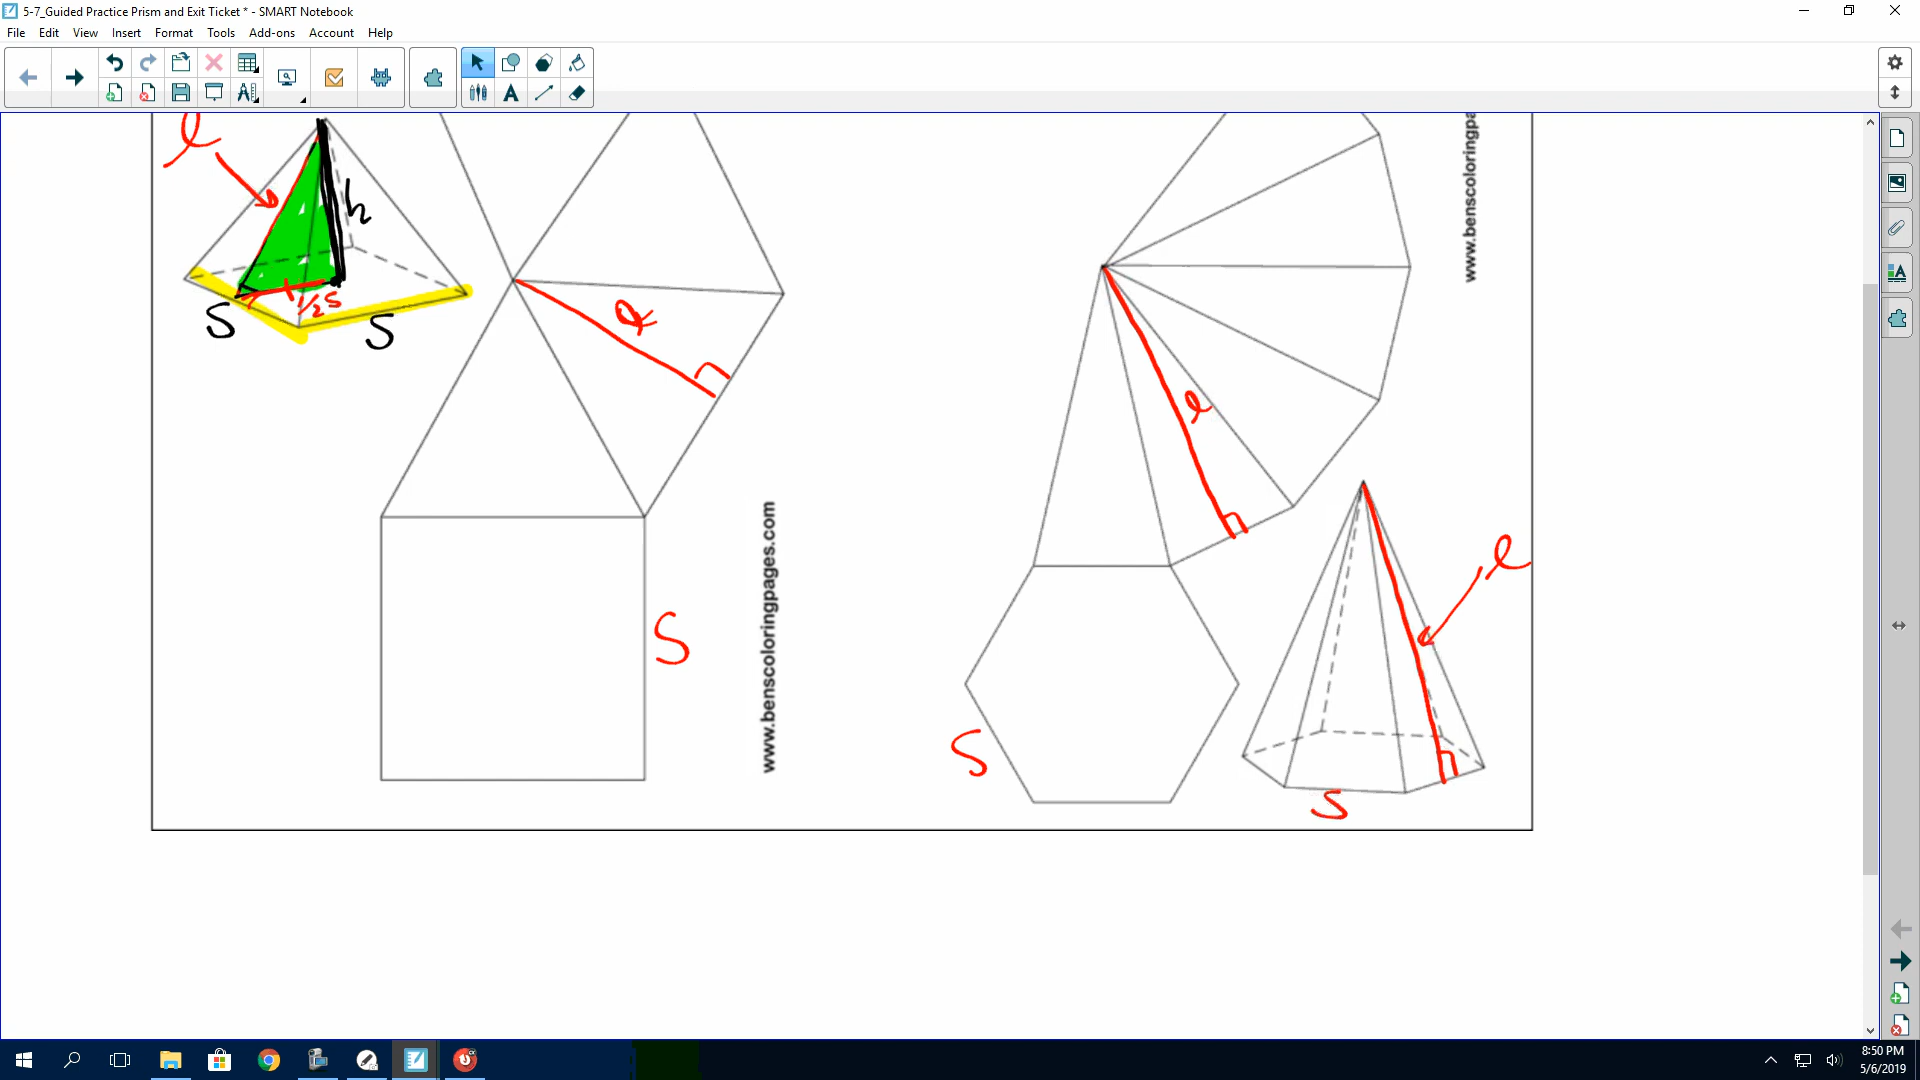 5-7_Guided Practice Prism and Exit Ticket * - SMART Notebook
File Edit View Insert Format Tools Add-ons Account Help
ℓ
h
1/2 s
S
S
ℓ
S
www.benscoloringpages.com
www.benscoloringpa
ℓ
ℓ
S
S
8:50 PM
5/6/2019